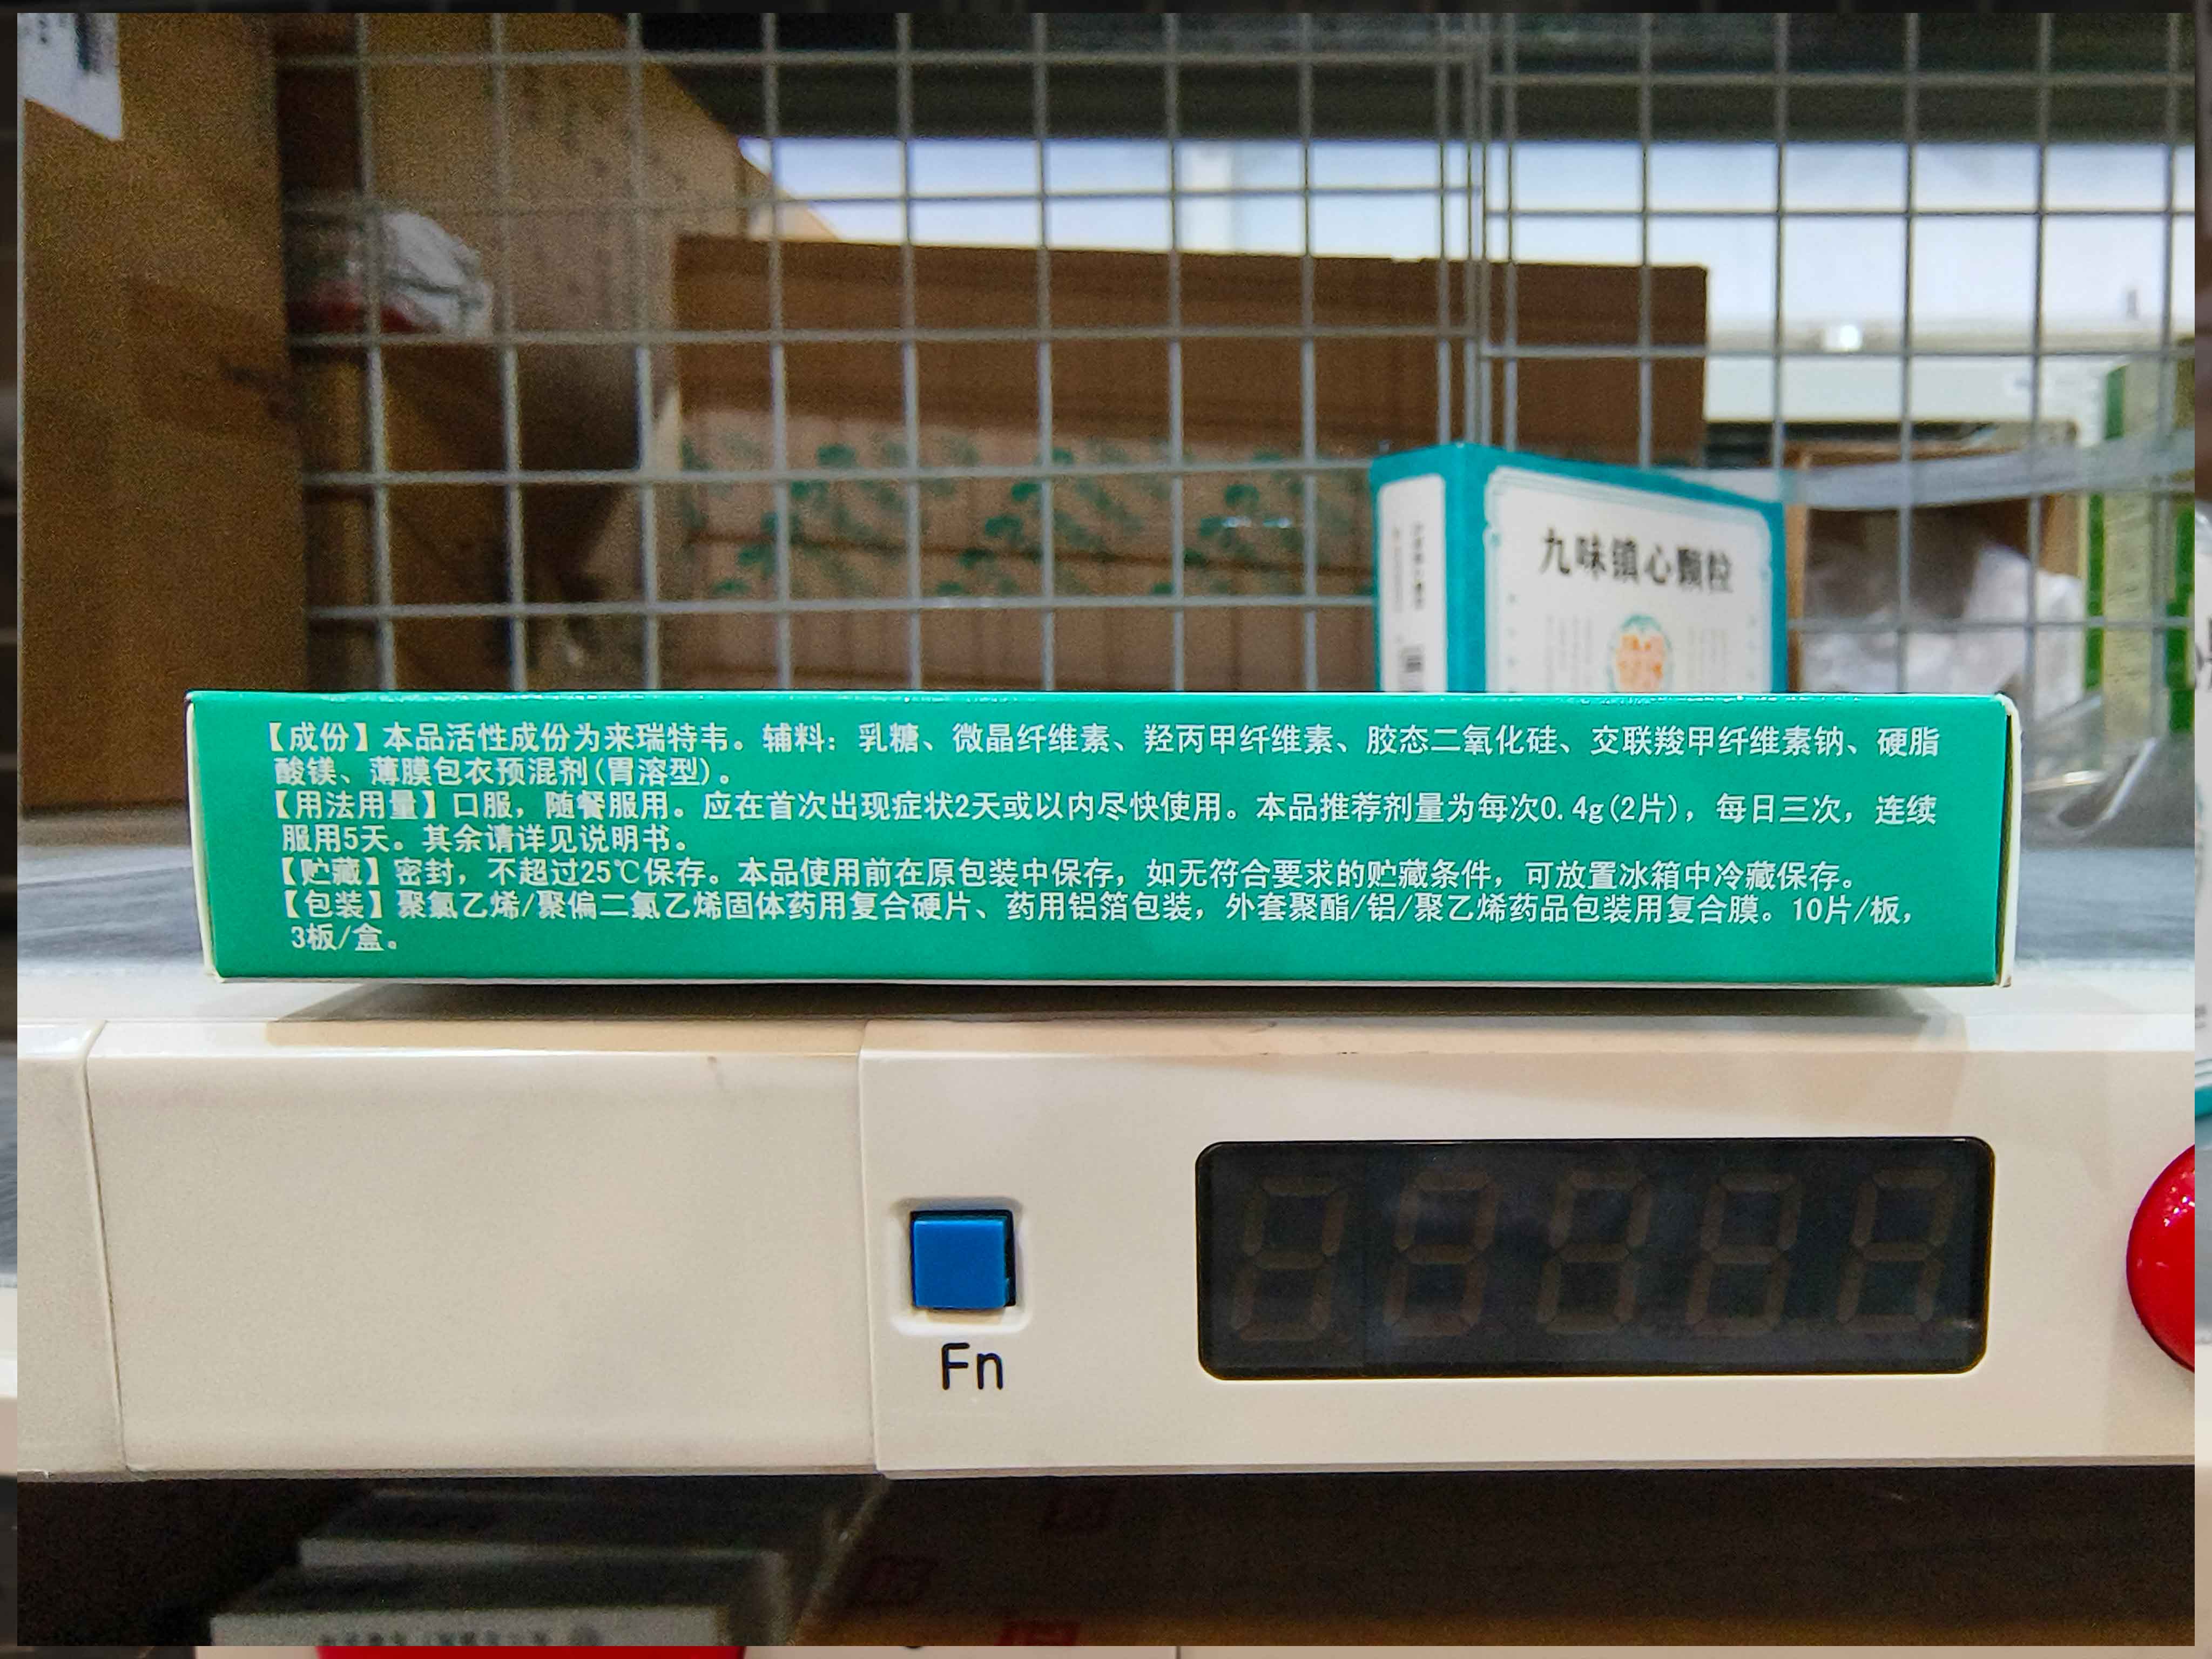 九味镇心颗粒
【成份】本品活性成份为来瑞特韦。辅料：乳糖、微晶纤维素、羟丙甲纤维素、胶态二氧化硅、交联羧甲纤维素钠、硬脂
酸镁、薄膜包衣预混剂(胃溶型)。
【用法用量】口服，随餐服用。应在首次出现症状2天或以内尽快使用。本品推荐剂量为每次0.4g(2片)，每日三次，连续
服用5天。其余请详见说明书。
【贮藏】密封，不超过25℃保存。本品使用前在原包装中保存，如无符合要求的贮藏条件，可放置冰箱中冷藏保存。
【包装】聚氯乙烯/聚偏二氯乙烯固体药用复合硬片、药用铝箔包装，外套聚酯/铝/聚乙烯药品包装用复合膜。10片/板，
3板/盒。
Fn